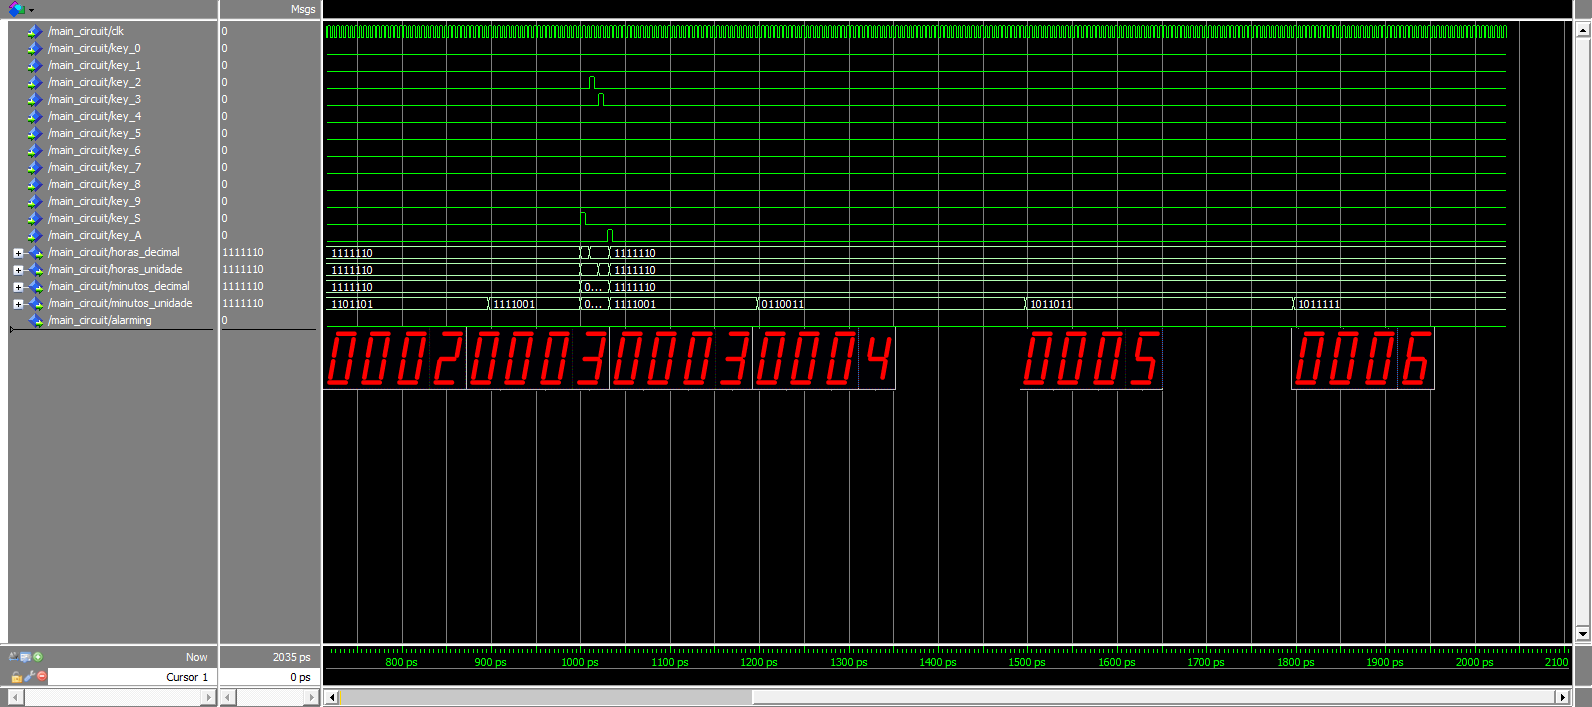 Msgs
/main_circuit/clk 0
/main_circuit/key_0 0
/main_circuit/key_1 0
/main_circuit/key_2 0
/main_circuit/key_3 0
/main_circuit/key_4 0
/main_circuit/key_5 0
/main_circuit/key_6 0
/main_circuit/key_7 0
/main_circuit/key_8 0
/main_circuit/key_9 0
/main_circuit/key_S 0
/main_circuit/key_A 0
/main_circuit/horas_decimal 1111110 1111110 1111110
/main_circuit/horas_unidade 1111110 1111110 1111110
/main_circuit/minutos_decimal 1111110 1111110 0... 1111110
/main_circuit/minutos_unidade 1111110 1101101 1111001 0... 1111001 0110011 1011011 1011111
/main_circuit/alarming 0
0002 0003 0003 0004 0005 0006
Now 2035 ps 800 ps 900 ps 1000 ps 1100 ps 1200 ps 1300 ps 1400 ps 1500 ps 1600 ps 1700 ps 1800 ps 1900 ps 2000 ps 2100
Cursor 1 0 ps